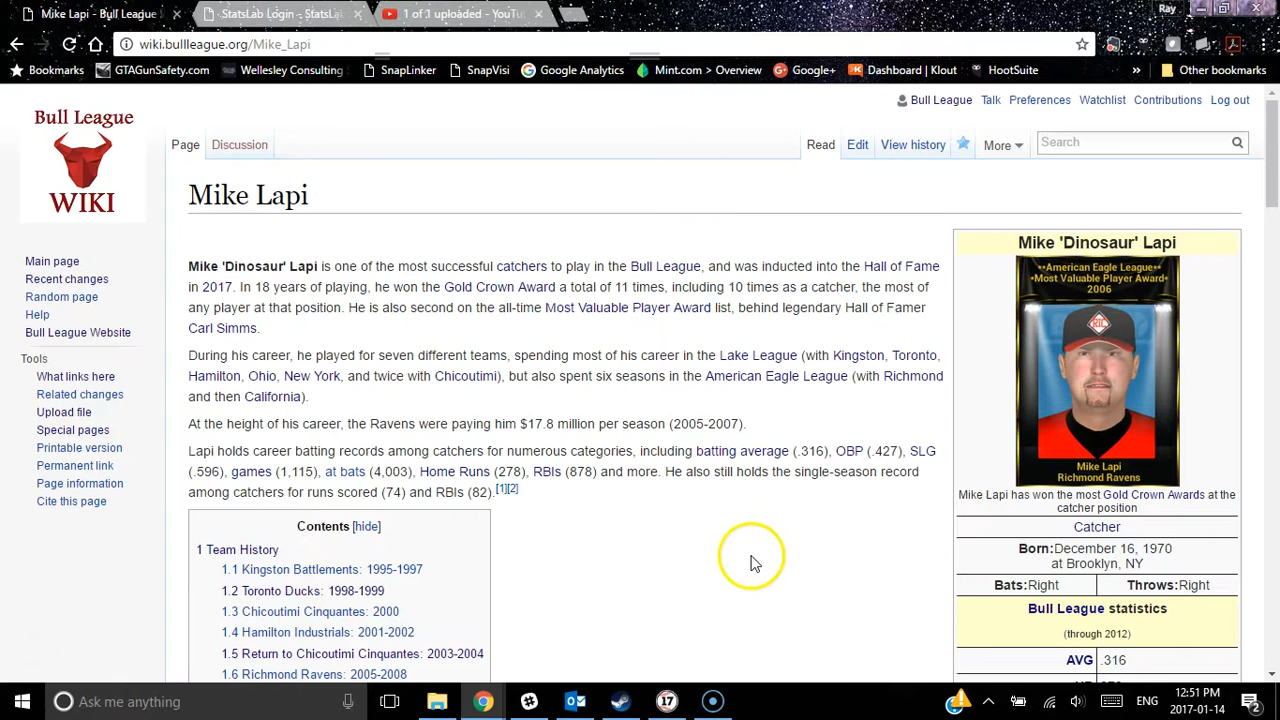 Mike Lapi - Bull League
StatsLab Login - StatsLa
1 of 1 uploaded - YouTu
Ray
wiki.bullleague.org/Mike_Lapi
Bookmarks
GTAGunSafety.com
Wellesley Consulting
SnapLinker
SnapVisi
Google Analytics
Mint.com > Overview
Google+
Dashboard | Klout
HootSuite
»
Other bookmarks
Bull League
WIKI
Bull League Talk Preferences Watchlist Contributions Log out
Page Discussion
Read Edit View history More
Search
Main page
Recent changes
Random page
Help
Bull League Website
Tools
What links here
Related changes
Upload file
Special pages
Printable version
Permanent link
Page information
Cite this page
Mike Lapi
Mike 'Dinosaur' Lapi is one of the most successful catchers to play in the Bull League, and was inducted into the Hall of Fame
in 2017. In 18 years of playing, he won the Gold Crown Award a total of 11 times, including 10 times as a catcher, the most of
any player at that position. He is also second on the all-time Most Valuable Player Award list, behind legendary Hall of Famer
Carl Simms.
During his career, he played for seven different teams, spending most of his career in the Lake League (with Kingston, Toronto,
Hamilton, Ohio, New York, and twice with Chicoutimi), but also spent six seasons in the American Eagle League (with Richmond
and then California).
At the height of his career, the Ravens were paying him $17.8 million per season (2005-2007).
Lapi holds career batting records among catchers for numerous categories, including batting average (.316), OBP (.427), SLG
(.596), games (1,115), at bats (4,003), Home Runs (278), RBIs (878) and more. He also still holds the single-season record
among catchers for runs scored (74) and RBIs (82).[1][2]
Contents [hide]
1 Team History
1.1 Kingston Battlements: 1995-1997
1.2 Toronto Ducks: 1998-1999
1.3 Chicoutimi Cinquantes: 2000
1.4 Hamilton Industrials: 2001-2002
1.5 Return to Chicoutimi Cinquantes: 2003-2004
1.6 Richmond Ravens: 2005-2008
Mike 'Dinosaur' Lapi
**American Eagle League**
Most Valuable Player Award
2006
RIC
Mike Lapi
Richmond Ravens
Mike Lapi has won the most Gold Crown Awards at the
catcher position
Catcher
Born:December 16, 1970
at Brooklyn, NY
Bats:Right Throws:Right
Bull League statistics
(through 2012)
AVG .316
Ask me anything
17
ENG
12:51 PM
2017-01-14
2